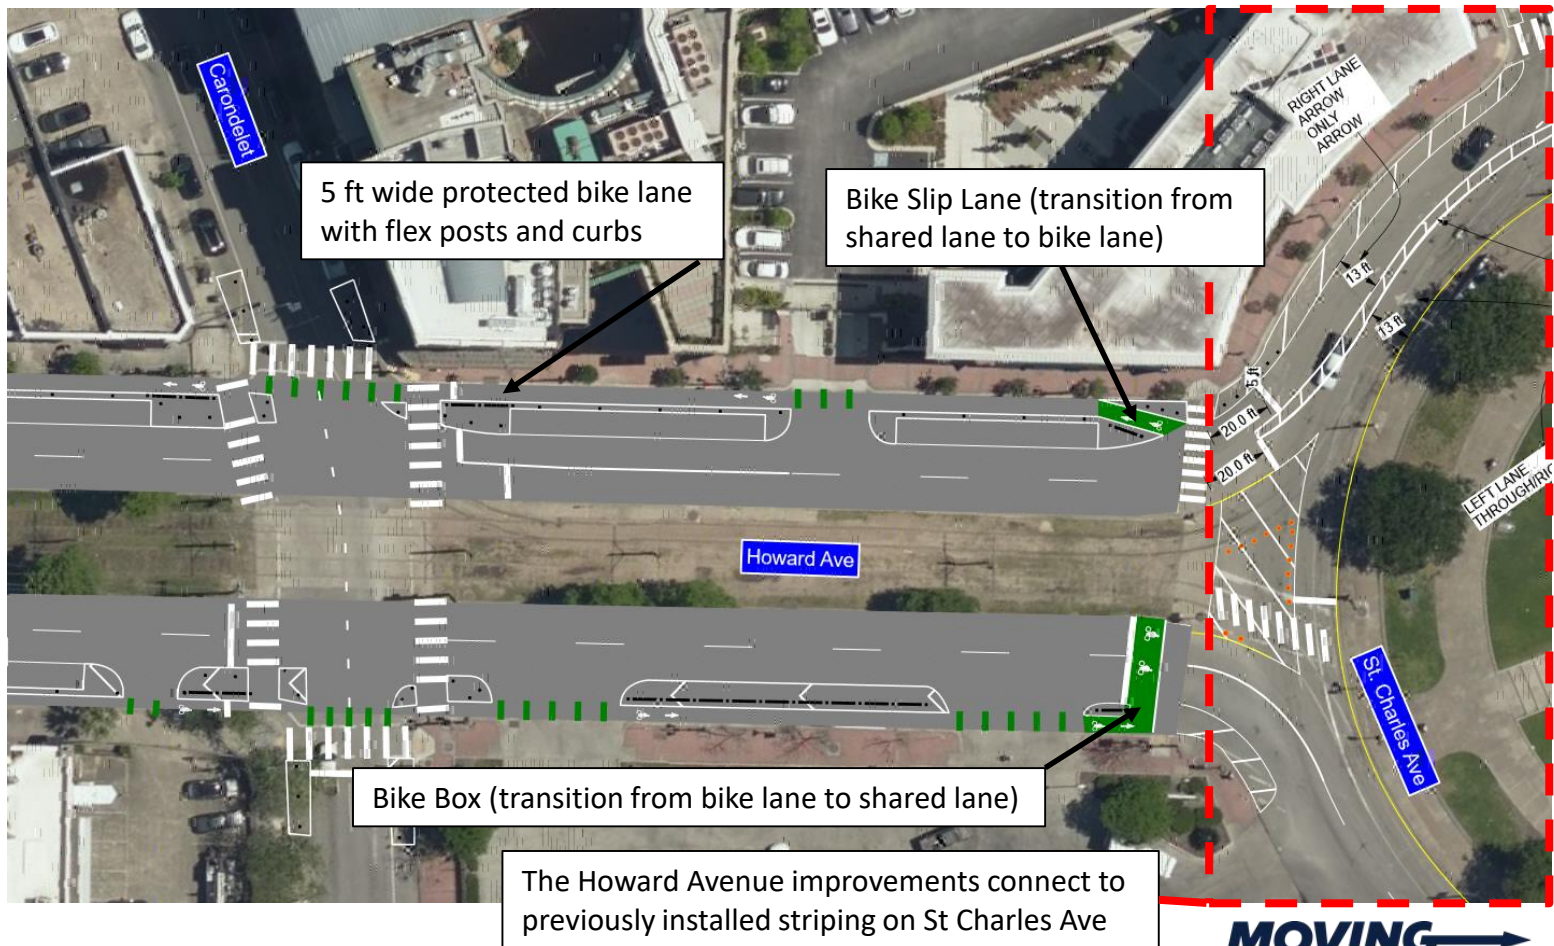 Carondelet
RIGHT LANE
ARROW
ONLY
ARROW
5 ft wide protected bike lane
with flex posts and curbs
Bike Slip Lane (transition from
shared lane to bike lane)
13 ft
13 ft
5 ft
20.0 ft
20.0 ft
LEFT LANE
THROUGH/RIG
Howard Ave
St. Charles Ave
Bike Box (transition from bike lane to shared lane)
The Howard Avenue improvements connect to
previously installed striping on St Charles Ave
MOVING